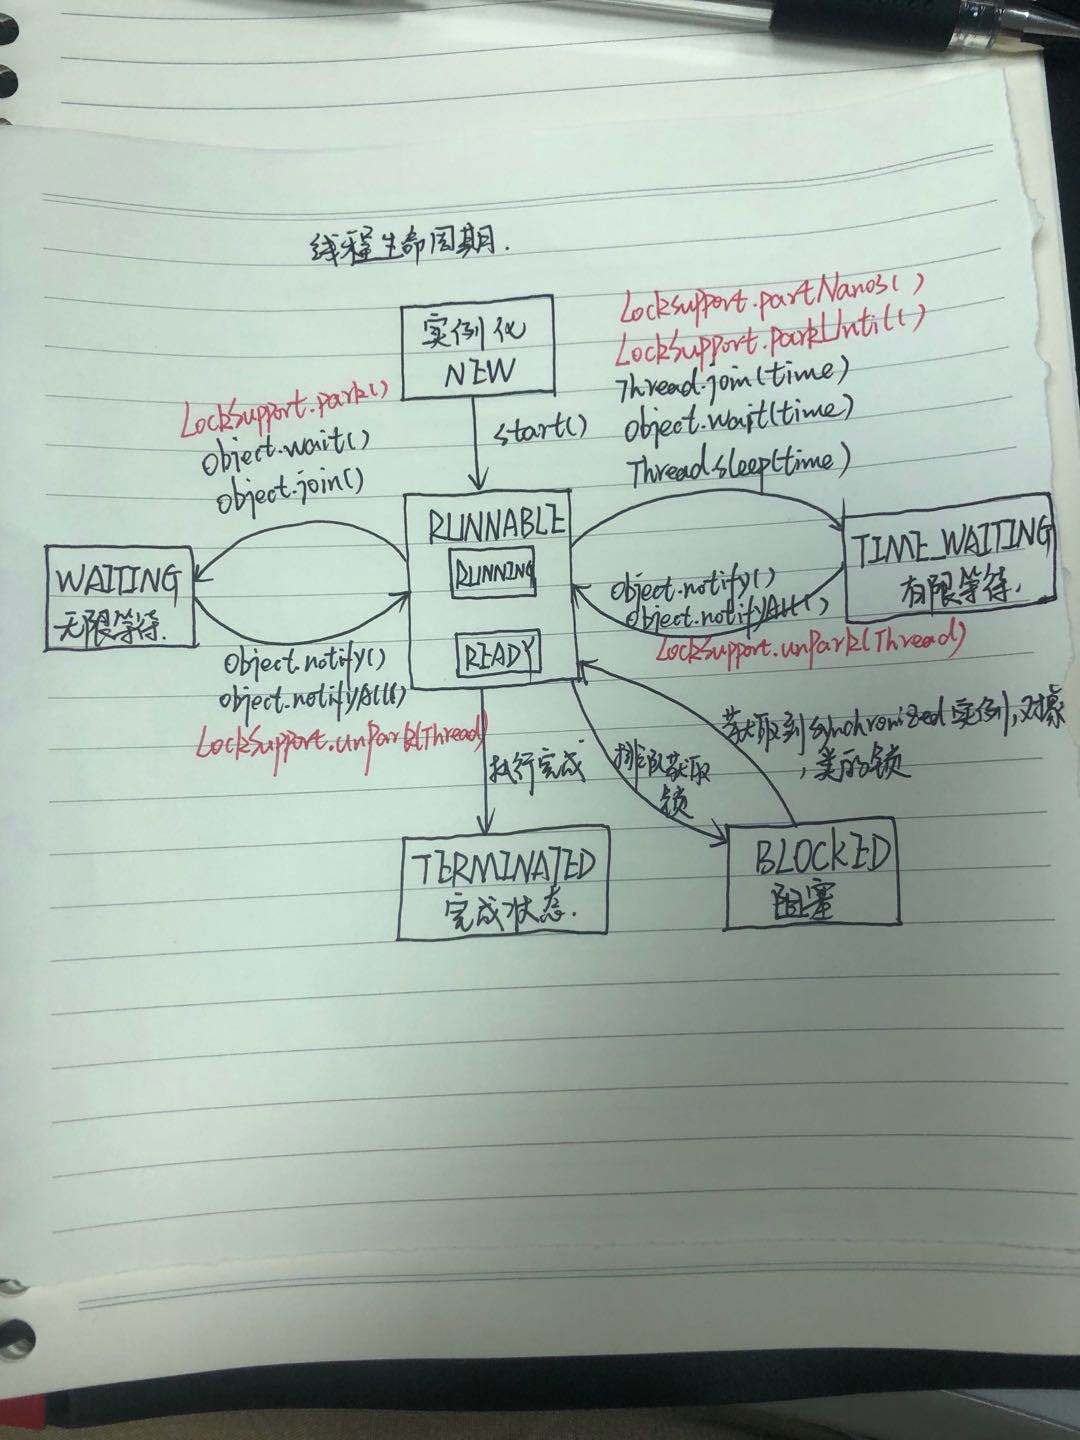 线程生命周期.
实例化
NEW
LockSupport.park()
object.wait()
object.join()
start()
LockSupport.partNanos()
LockSupport.parkUntil()
Thread.join(time)
object.wait(time)
Thread.sleep(time)
RUNNABLE
RUNNING
READY
WAITING
无限等待.
TIME_WAITING
有限等待.
object.notify()
object.notifyAll()
LockSupport.unPark(Thread)
object.notify()
object.notifyAll()
LockSupport.unPark(Thread)
执行完成
排队获取
锁
获取到synchronized实例,对象
,类的锁
TERMINATED
完成状态.
BLOCKED
阻塞